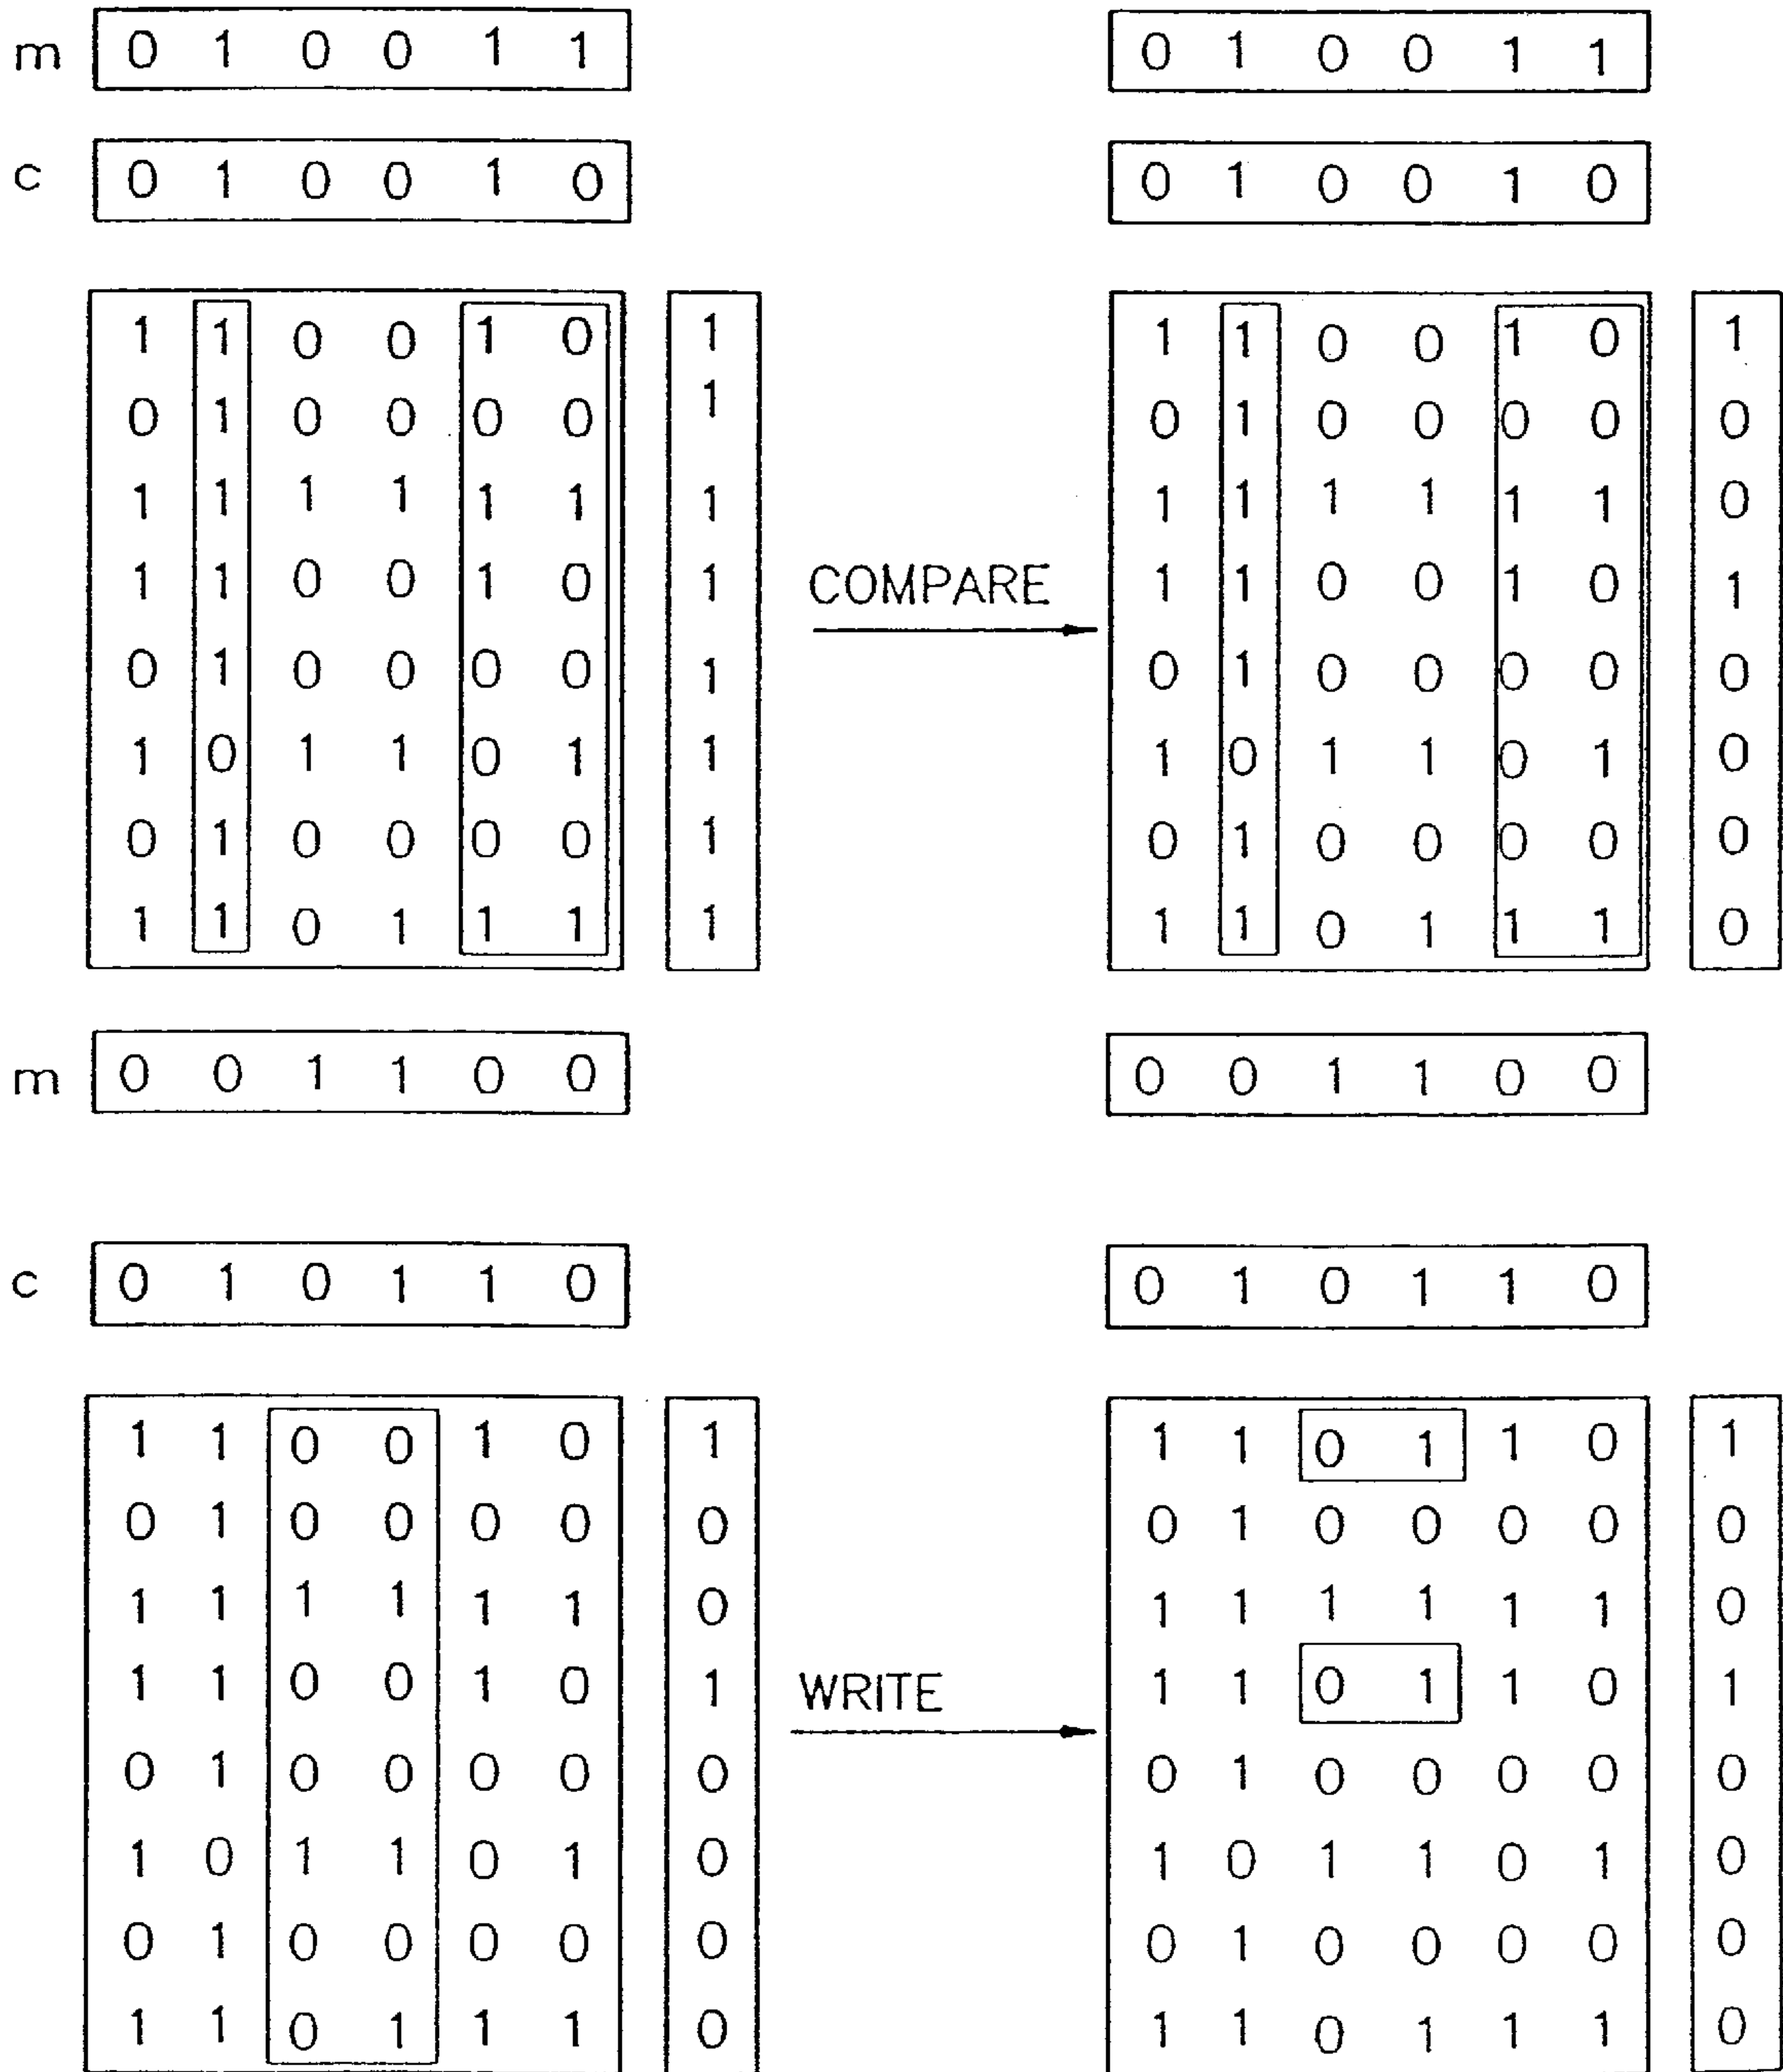 m 0 1 0 0 1 1 0 1 0 0 1 1
c 0 1 0 0 1 0 0 1 0 0 1 0
1 1 0 0 1 0 1 1 1 0 0 1 0 1
0 1 0 0 0 0 1 0 1 0 0 0 0 0
1 1 1 1 1 1 1 1 1 1 1 1 1 0
1 1 0 0 1 0 1 COMPARE 1 1 0 0 1 0 1
0 1 0 0 0 0 1 0 1 0 0 0 0 0
1 0 1 1 0 1 1 1 0 1 1 0 1 0
0 1 0 0 0 0 1 0 1 0 0 0 0 0
1 1 0 1 1 1 1 1 1 0 1 1 1 0
m 0 0 1 1 0 0 0 0 1 1 0 0
c 0 1 0 1 1 0 0 1 0 1 1 0
1 1 0 0 1 0 1 1 1 0 1 1 0 1
0 1 0 0 0 0 0 0 1 0 0 0 0 0
1 1 1 1 1 1 0 1 1 1 1 1 1 0
1 1 0 0 1 0 1 WRITE 1 1 0 1 1 0 1
0 1 0 0 0 0 0 0 1 0 0 0 0 0
1 0 1 1 0 1 0 1 0 1 1 0 1 0
0 1 0 0 0 0 0 0 1 0 0 0 0 0
1 1 0 1 1 1 0 1 1 0 1 1 1 0